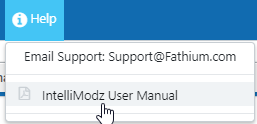 Help
Email Support: Support@Fathium.com
IntelliModz User Manual